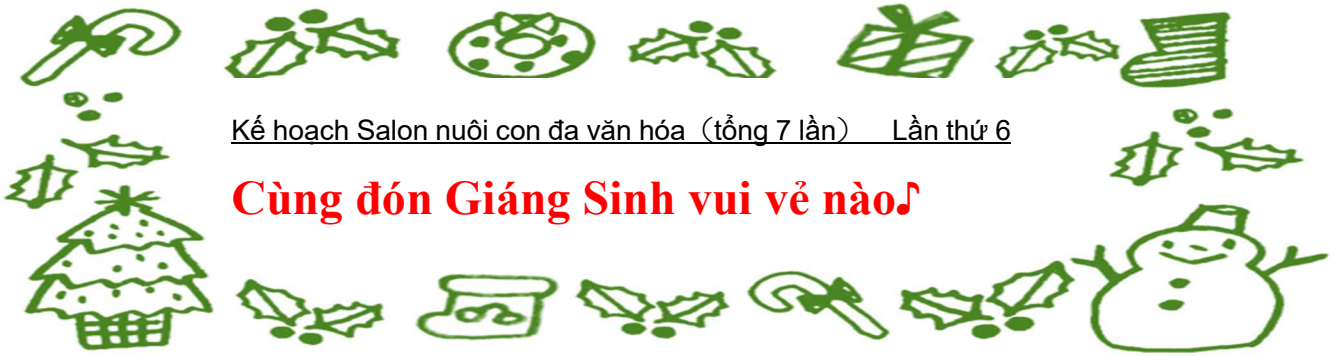 Kế hoạch Salon nuôi con đa văn hóa（tổng 7 lần）　Lần thứ 6
Cùng đón Giáng Sinh vui vẻ nào♪